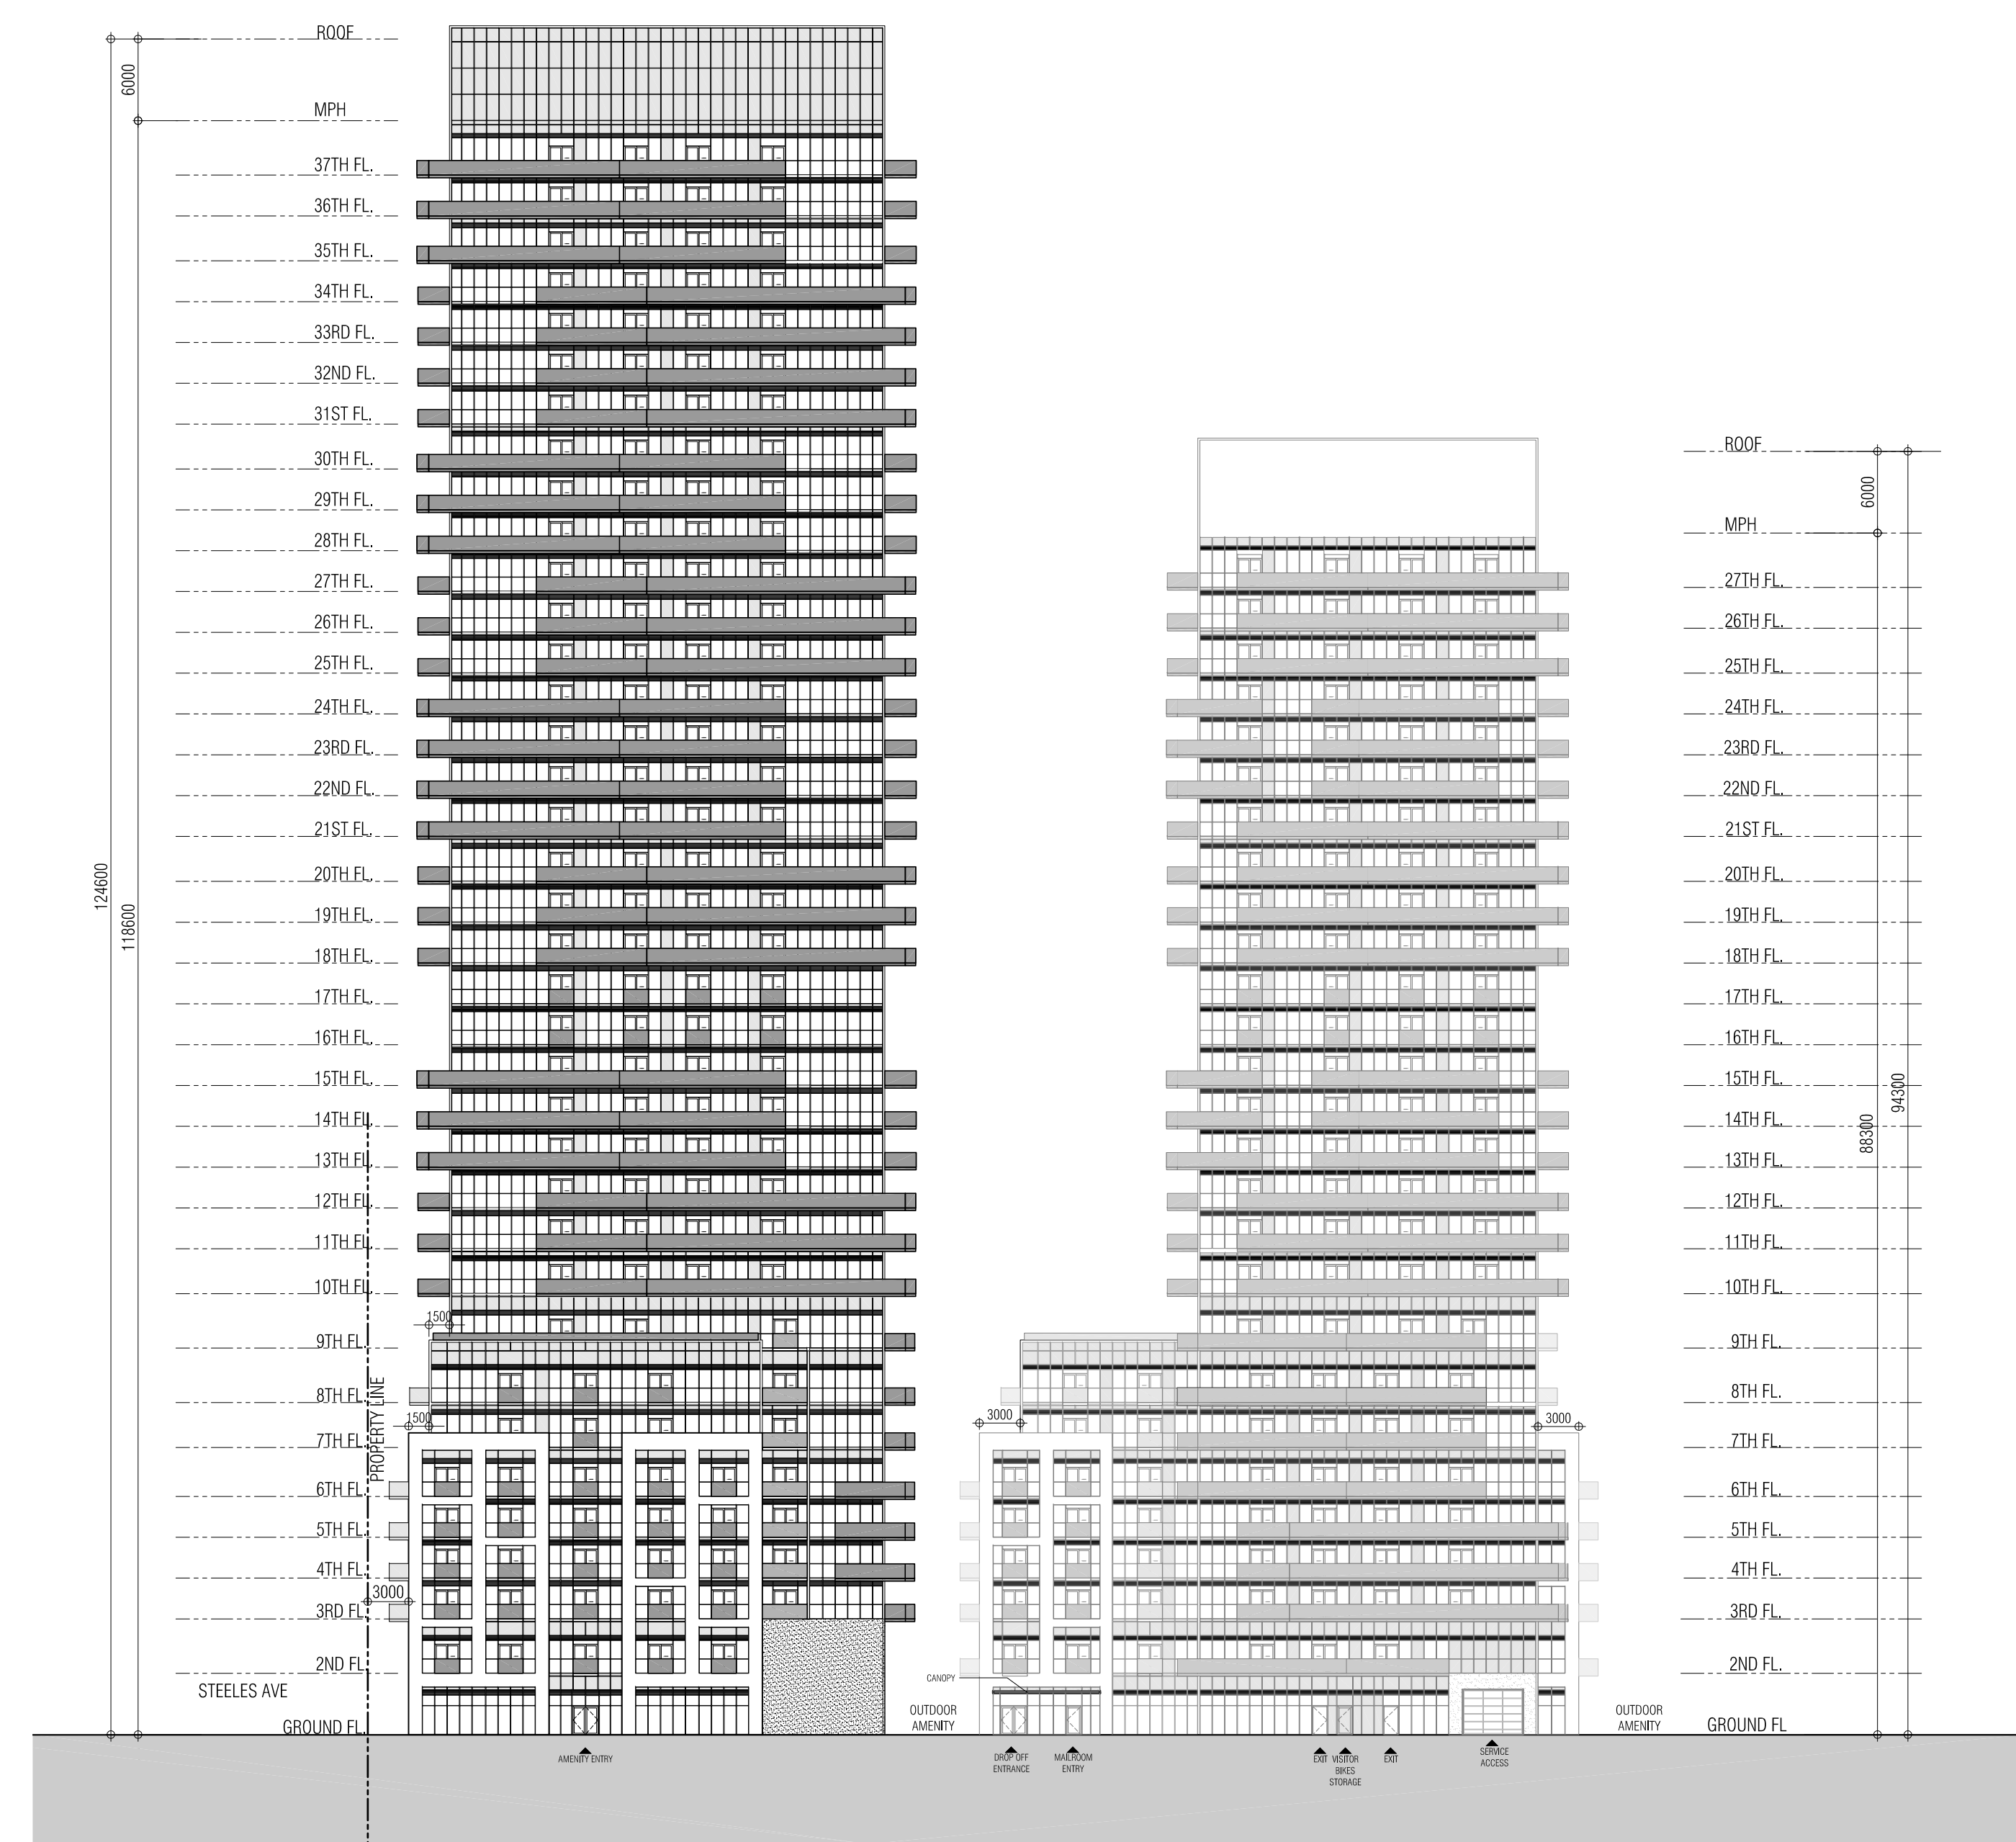 ROOF
6000
MPH
37TH FL.
36TH FL.
35TH FL.
34TH FL.
33RD FL.
32ND FL.
31ST FL.
30TH FL.
29TH FL.
28TH FL.
27TH FL.
26TH FL.
25TH FL.
24TH FL.
23RD FL.
22ND FL.
21ST FL.
20TH FL.
19TH FL.
18TH FL.
17TH FL.
16TH FL.
15TH FL.
14TH FL.
13TH FL.
12TH FL.
11TH FL.
10TH FL.
9TH FL.
8TH FL.
7TH FL.
6TH FL.
5TH FL.
4TH FL.
3RD FL.
2ND FL.
STEELES AVE
GROUND FL.
124600
118600
PROPERTY LINE
1500
1500
3000
AMENITY ENTRY
3000
3000
CANOPY
OUTDOOR
AMENITY
DROP OFF
ENTRANCE
MAILROOM
ENTRY
EXIT
VISITOR
BIKES
STORAGE
EXIT
SERVICE
ACCESS
OUTDOOR
AMENITY
ROOF
6000
MPH
27TH FL.
26TH FL.
25TH FL.
24TH FL.
23RD FL.
22ND FL.
21ST FL.
20TH FL.
19TH FL.
18TH FL.
17TH FL.
16TH FL.
15TH FL.
14TH FL.
13TH FL.
12TH FL.
11TH FL.
10TH FL.
9TH FL.
8TH FL.
7TH FL.
6TH FL.
5TH FL.
4TH FL.
3RD FL.
2ND FL.
GROUND FL
88300
94300